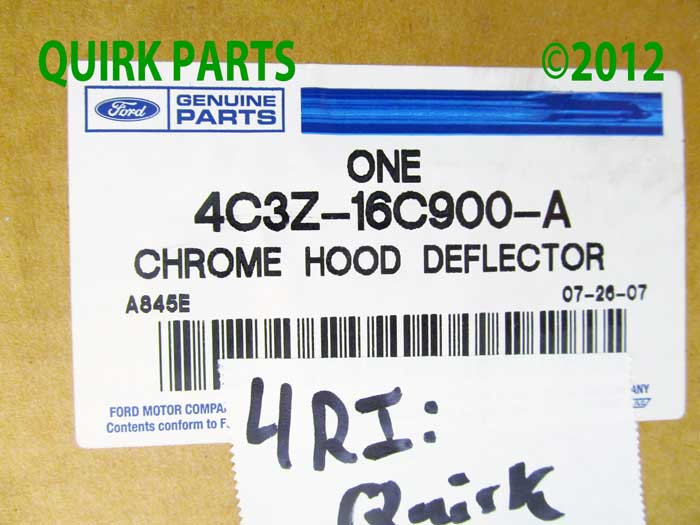 QUIRK PARTS ©2012
Ford GENUINE PARTS
ONE
4C3Z-16C900-A
CHROME HOOD DEFLECTOR
A845E 07-26-07
FORD MOTOR COMPA
Contents conform to
4RI:
Quirk